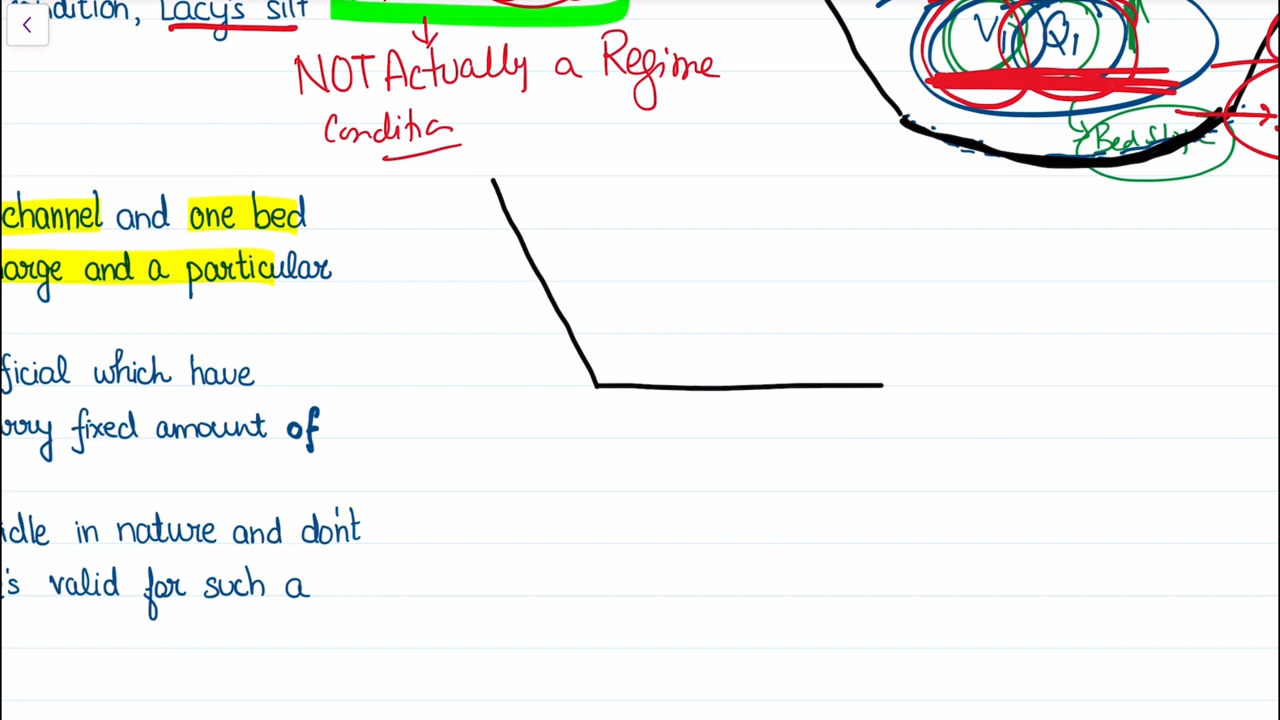 ndition, Lacy's silt
NOT Actually a Regime
Condition
V₁ Q₁
Bed Slope
channel and one bed
arge and a particular
ficial which have
rry fixed amount of
idle in nature and don't
's valid for such a